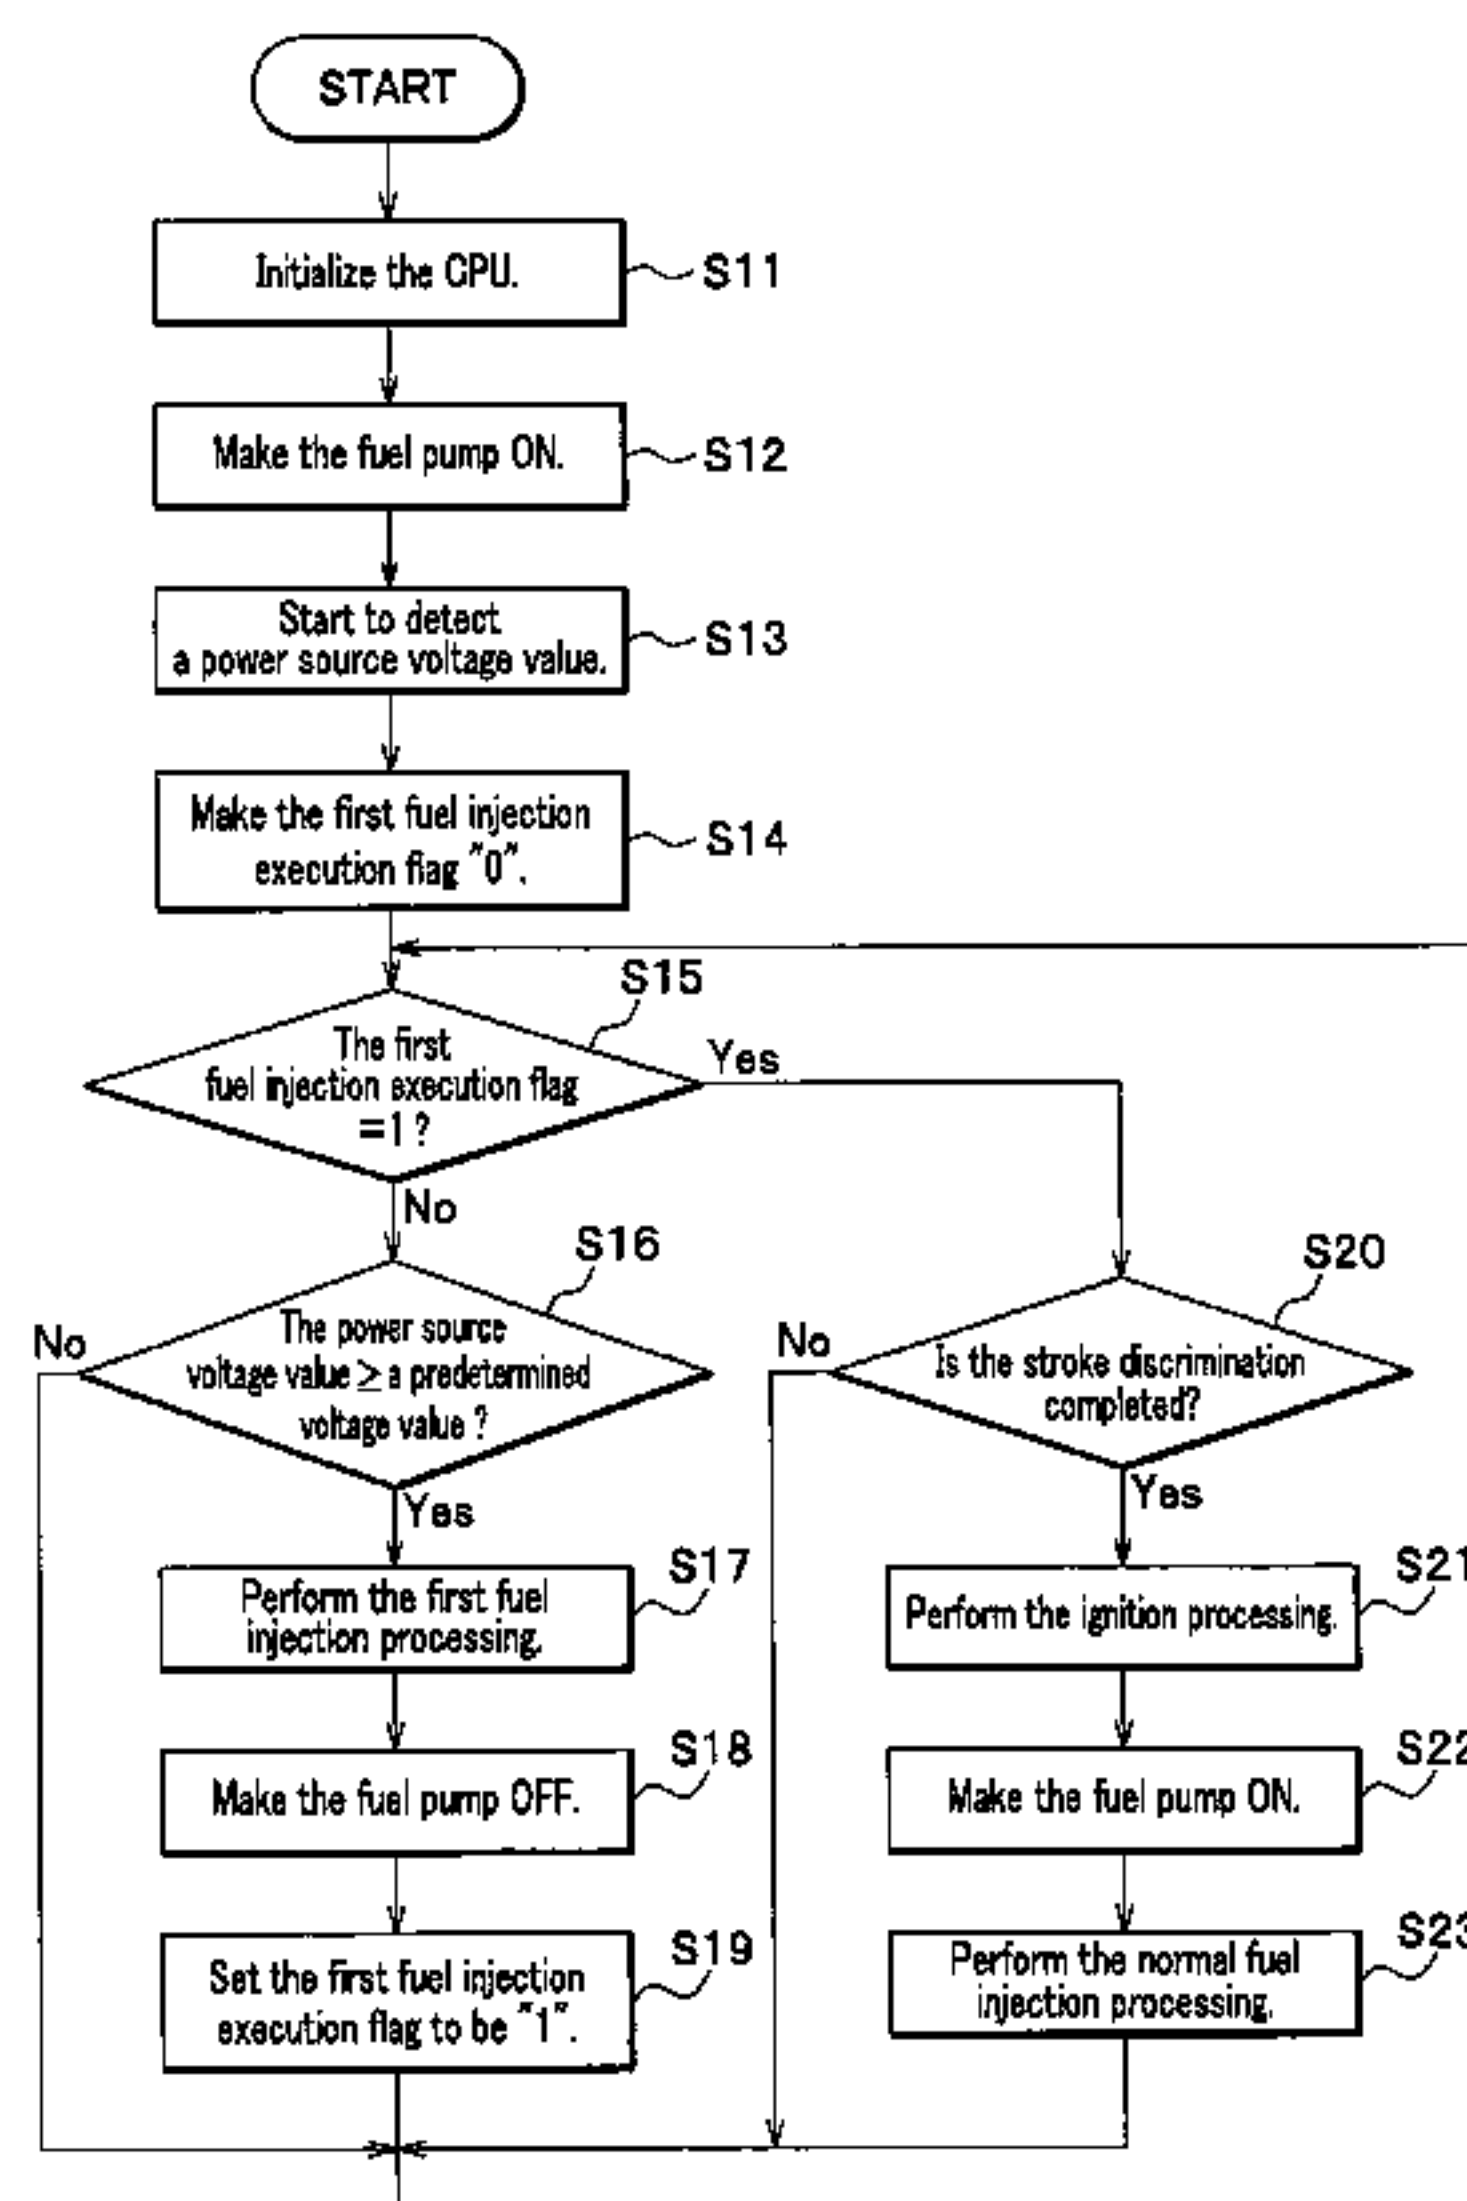 START
Initialize the CPU.
S11
Make the fuel pump ON.
S12
Start to detect
a power source voltage value.
S13
Make the first fuel injection
execution flag "0".
S14
S15
The first
fuel injection execution flag
=1?
Yes
No
S16
The power source
voltage value ≥ a predetermined
voltage value ?
No
Yes
S17
Perform the first fuel
injection processing.
S18
Make the fuel pump OFF.
S19
Set the first fuel injection
execution flag to be "1".
S20
Is the stroke discrimination
completed?
No
Yes
S21
Perform the ignition processing.
S22
Make the fuel pump ON.
S23
Perform the normal fuel
injection processing.